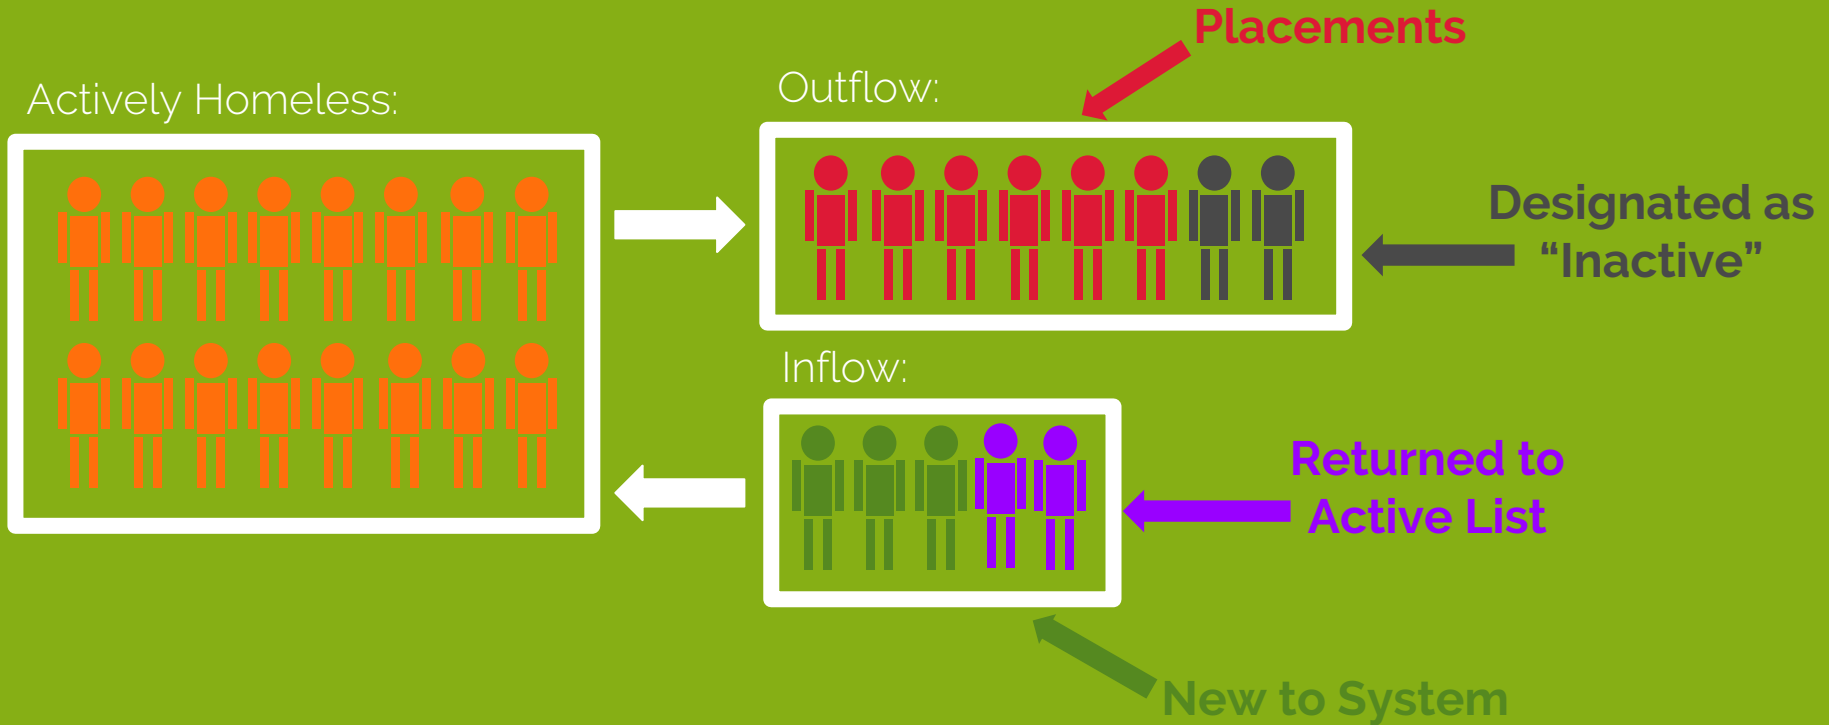 Placements
Actively Homeless:
Outflow:
Designated as
“Inactive”
Inflow:
Returned to
Active List
New to System